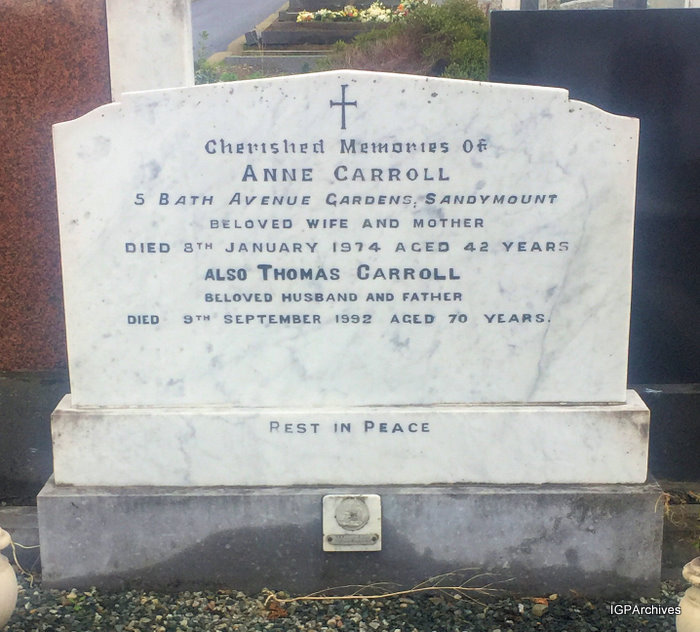 Cherished Memories Of
ANNE CARROLL
5 BATH AVENUE GARDENS, SANDYMOUNT
BELOVED WIFE AND MOTHER
DIED 8TH JANUARY 1974 AGED 42 YEARS
ALSO THOMAS CARROLL
BELOVED HUSBAND AND FATHER
DIED 9TH SEPTEMBER 1992 AGED 70 YEARS.
REST IN PEACE
IGPArchives